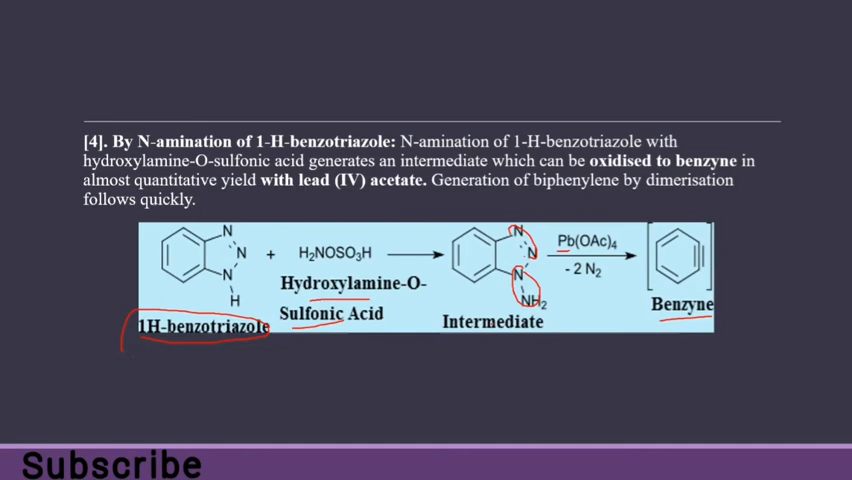 [4]. By N-amination of 1-H-benzotriazole: N-amination of 1-H-benzotriazole with
hydroxylamine-O-sulfonic acid generates an intermediate which can be oxidised to benzyne in
almost quantitative yield with lead (IV) acetate. Generation of biphenylene by dimerisation
follows quickly.
N
N
N
H
1H-benzotriazole
+
H₂NOSO₃H
Hydroxylamine-O-
Sulfonic Acid
N
N
N
NH₂
Intermediate
Pb(OAc)₄
- 2 N₂
Benzyne
Subscribe